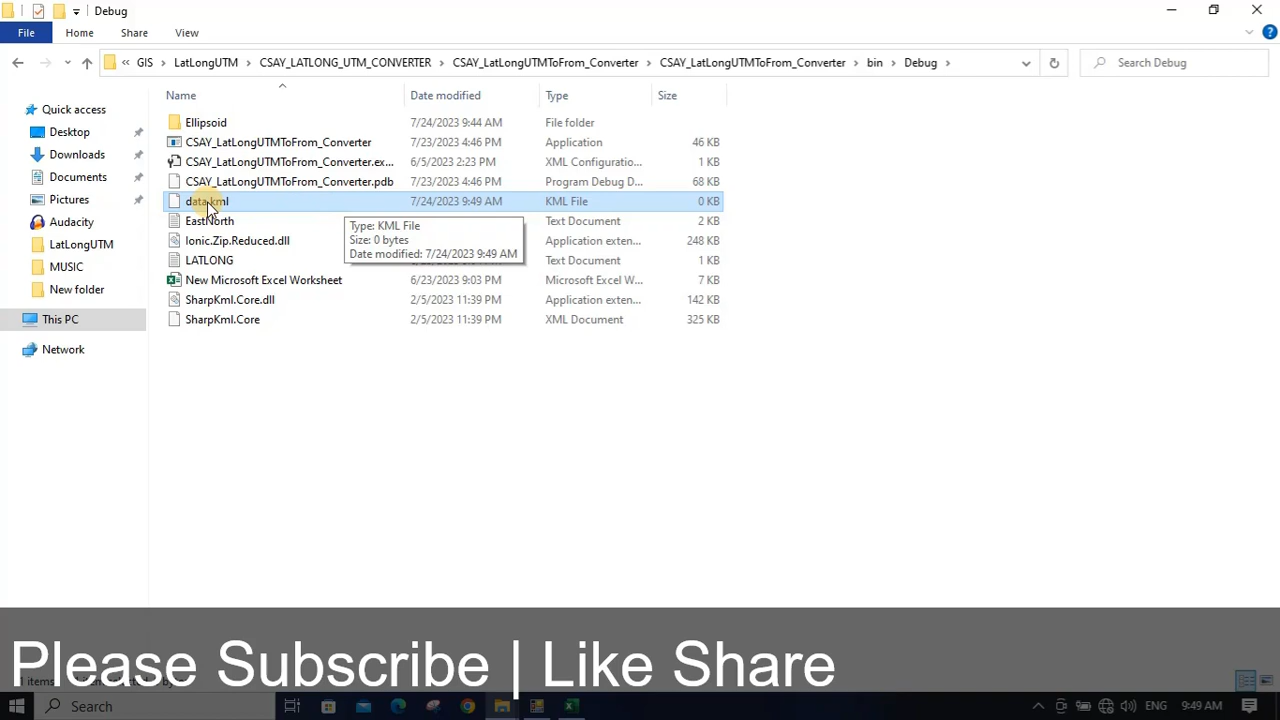 Debug
File Home Share View
« GIS > LatLongUTM > CSAY_LATLONG_UTM_CONVERTER > CSAY_LatLongUTMToFrom_Converter > CSAY_LatLongUTMToFrom_Converter > bin > Debug >
Search Debug
Name Date modified Type Size
Quick access
Desktop
Downloads
Documents
Pictures
Audacity
LatLongUTM
MUSIC
New folder
This PC
Network
Ellipsoid 7/24/2023 9:44 AM File folder
CSAY_LatLongUTMToFrom_Converter 7/23/2023 4:46 PM Application 46 KB
CSAY_LatLongUTMToFrom_Converter.ex... 6/5/2023 2:23 PM XML Configuratio... 1 KB
CSAY_LatLongUTMToFrom_Converter.pdb 7/23/2023 4:46 PM Program Debug D... 68 KB
data.kml 7/24/2023 9:49 AM KML File 0 KB
EastNorth Text Document 2 KB
Ionic.Zip.Reduced.dll Application exten... 248 KB
LATLONG Text Document 1 KB
New Microsoft Excel Worksheet 6/23/2023 9:03 PM Microsoft Excel W... 7 KB
SharpKml.Core.dll 2/5/2023 11:39 PM Application exten... 142 KB
SharpKml.Core 2/5/2023 11:39 PM XML Document 325 KB
Type: KML File
Size: 0 bytes
Date modified: 7/24/2023 9:49 AM
Please Subscribe | Like Share
Search
ENG 9:49 AM